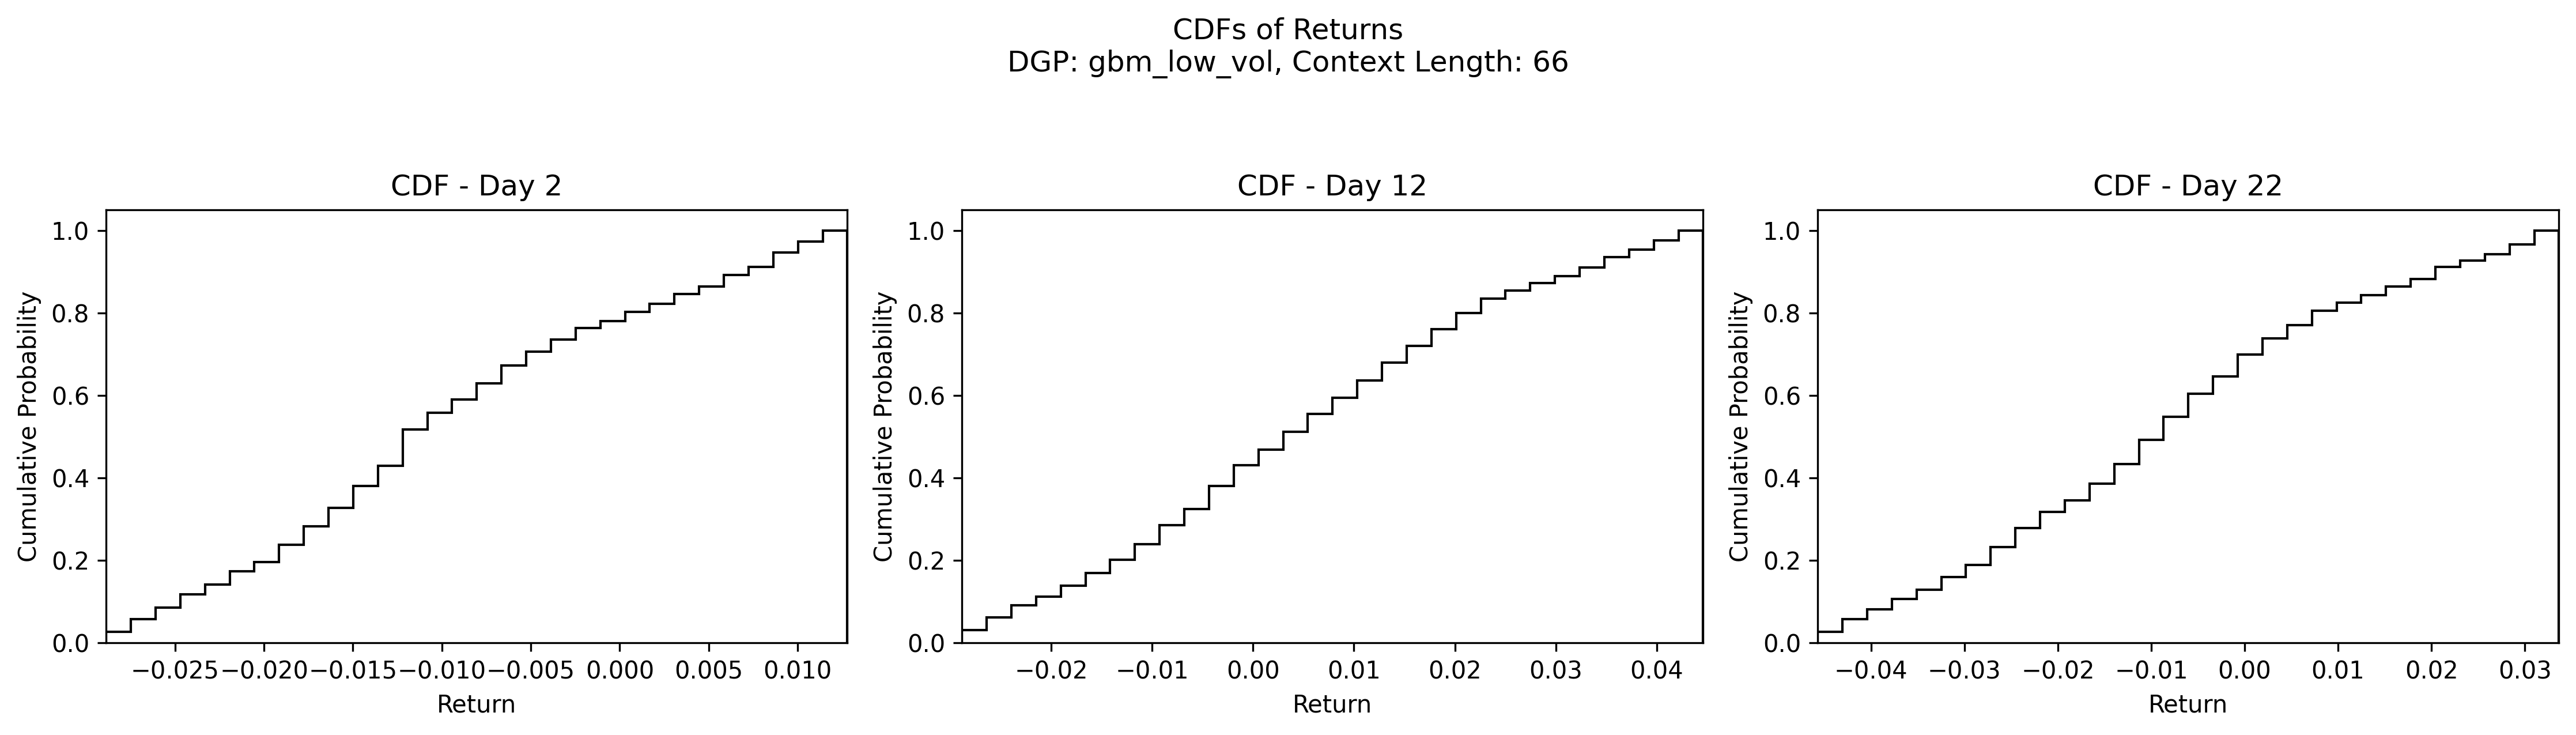 CDFs of Returns
DGP: gbm_low_vol, Context Length: 66
CDF - Day 2
1.0
0.8
0.6
0.4
0.2
0.0
Cumulative Probability
−0.025 −0.020 −0.015 −0.010 −0.005 0.000 0.005 0.010
Return
CDF - Day 12
1.0
0.8
0.6
0.4
0.2
0.0
Cumulative Probability
−0.02 −0.01 0.00 0.01 0.02 0.03 0.04
Return
CDF - Day 22
1.0
0.8
0.6
0.4
0.2
0.0
Cumulative Probability
−0.04 −0.03 −0.02 −0.01 0.00 0.01 0.02 0.03
Return